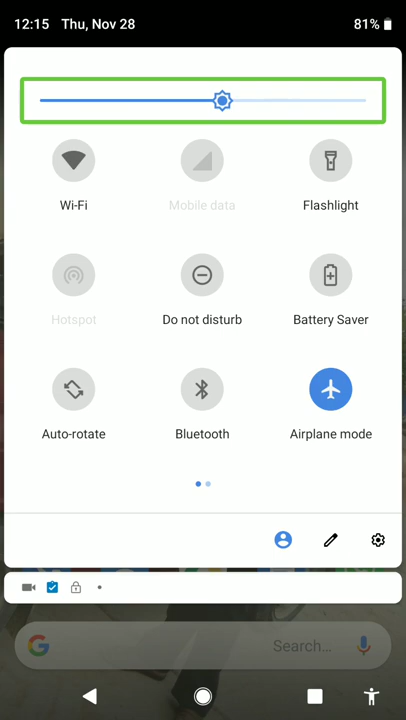 12:15 Thu, Nov 28 81%
Wi-Fi Mobile data Flashlight
Hotspot Do not disturb Battery Saver
Auto-rotate Bluetooth Airplane mode
Search...